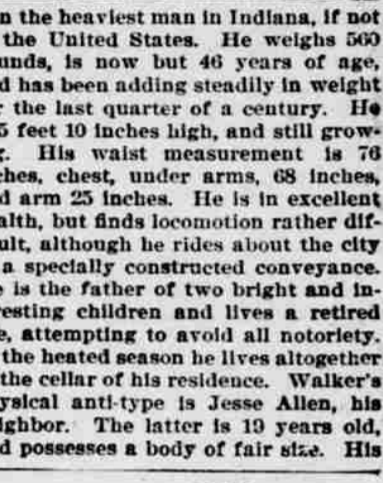 n the heaviest man in Indiana, if not
the United States. He weighs 560
unds, is now but 46 years of age,
d has been adding steadily in weight
r the last quarter of a century. He
5 feet 10 inches high, and still grow-
g. His waist measurement is 76
ches, chest, under arms, 68 inches,
d arm 25 inches. He is in excellent
alth, but finds locomotion rather dif-
ult, although he rides about the city
a specially constructed conveyance.
e is the father of two bright and in-
resting children and lives a retired
e, attempting to avoid all notoriety.
the heated season he lives altogether
the cellar of his residence. Walker's
ysical anti-type is Jesse Allen, his
ighbor. The latter is 19 years old,
d possesses a body of fair size. His